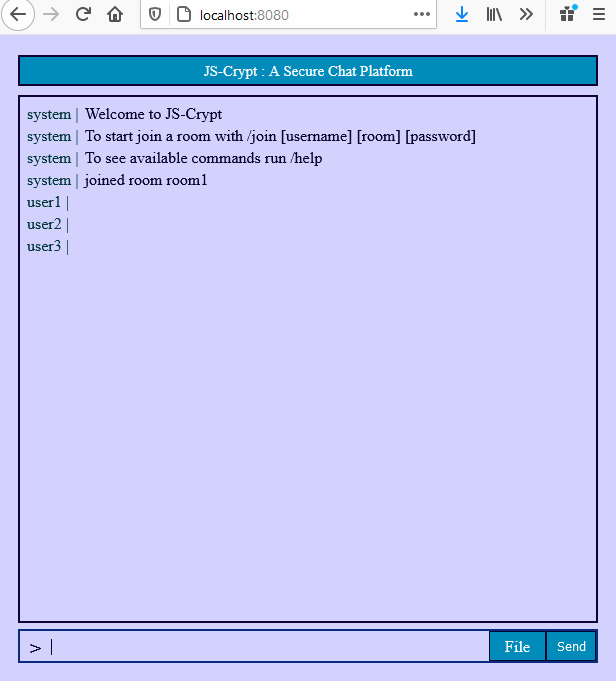 localhost:8080
JS-Crypt : A Secure Chat Platform
system | Welcome to JS-Crypt
system | To start join a room with /join [username] [room] [password]
system | To see available commands run /help
system | joined room room1
user1 |
user2 |
user3 |
> File Send